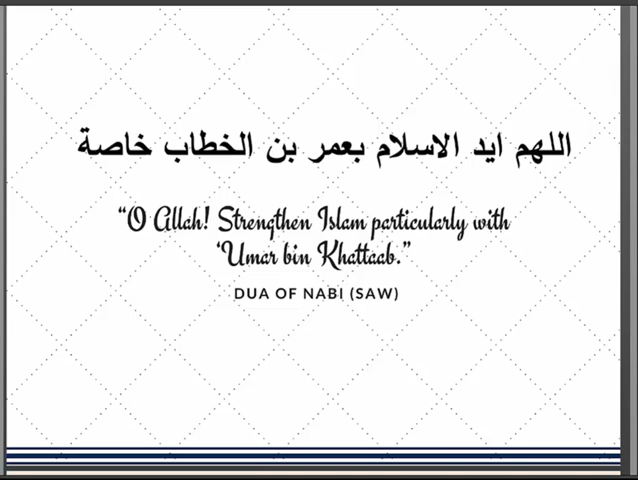 اللهم ايد الاسلام بعمر بن الخطاب خاصة
“O Allah! Strengthen Islam particularly with
‘Umar bin Khattaab.”
DUA OF NABI (SAW)